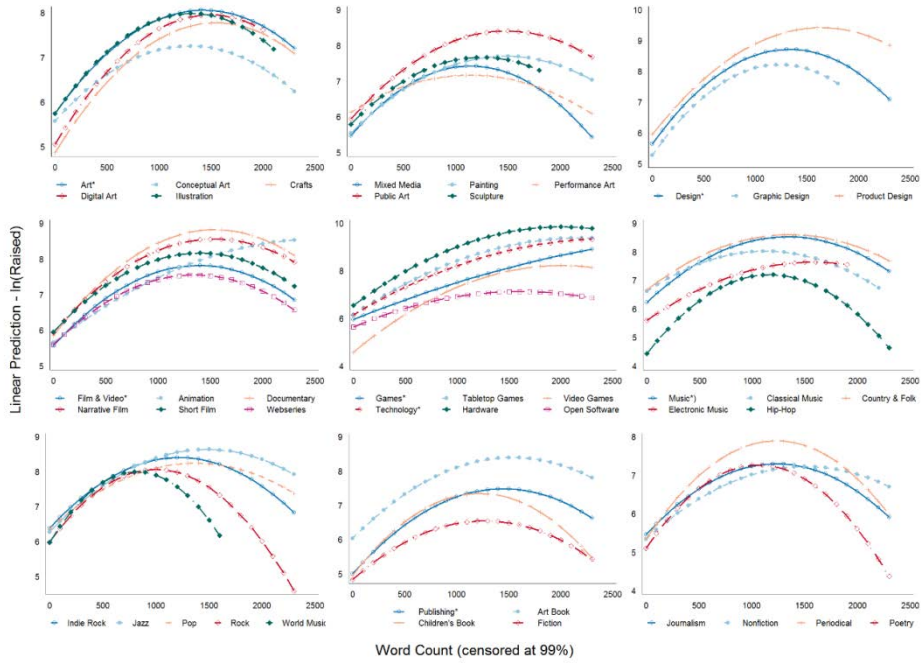 Linear Prediction - ln(Raised)
8
7
6
5
0 500 1000 1500 2000 2500
Art* Conceptual Art Crafts
Digital Art Illustration
9
8
7
6
5
0 500 1000 1500 2000 2500
Mixed Media Painting Performance Art
Public Art Sculpture
10
9
8
7
6
5
0 500 1000 1500 2000 2500
Design* Graphic Design Product Design
9
8
7
6
5
0 500 1000 1500 2000 2500
Film & Video* Animation Documentary
Narrative Film Short Film Webseries
10
8
6
4
0 500 1000 1500 2000 2500
Games* Tabletop Games Video Games
Technology* Hardware Open Software
9
8
7
6
5
4
0 500 1000 1500 2000 2500
Music*) Classical Music Country & Folk
Electronic Music Hip-Hop
9
8
7
6
5
0 500 1000 1500 2000 2500
Indie Rock Jazz Pop Rock World Music
9
8
7
6
5
0 500 1000 1500 2000 2500
Publishing* Art Book
Children's Book Fiction
8
7
6
5
4
0 500 1000 1500 2000 2500
Journalism Nonfiction Periodical Poetry
Word Count (censored at 99%)